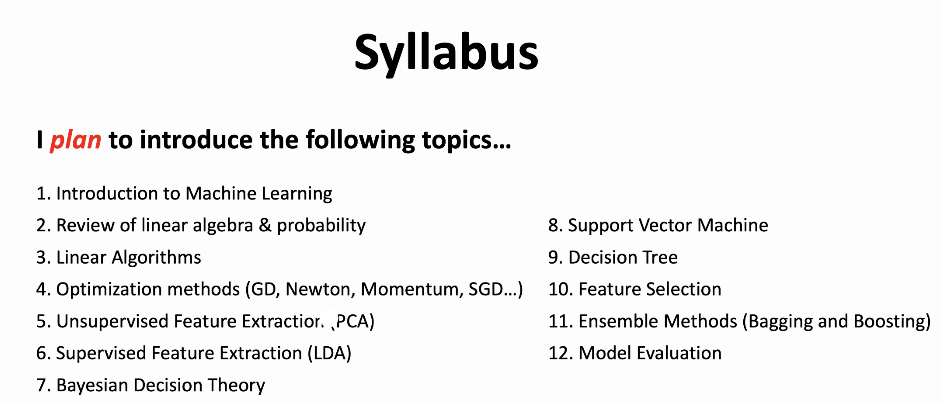 Syllabus
I plan to introduce the following topics...
1. Introduction to Machine Learning
2. Review of linear algebra & probability
3. Linear Algorithms
4. Optimization methods (GD, Newton, Momentum, SGD...)
5. Unsupervised Feature Extraction (PCA)
6. Supervised Feature Extraction (LDA)
7. Bayesian Decision Theory
8. Support Vector Machine
9. Decision Tree
10. Feature Selection
11. Ensemble Methods (Bagging and Boosting)
12. Model Evaluation